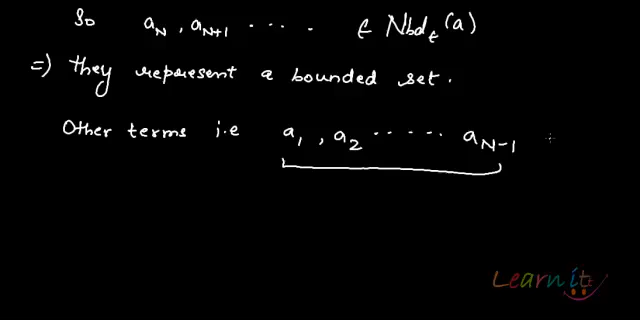 So a_N, a_{N+1} ....... ∈ Nbd_ε(a)
=) They represent a bounded set.
Other terms i.e a_1, a_2 ....... a_{N-1}
Learnit